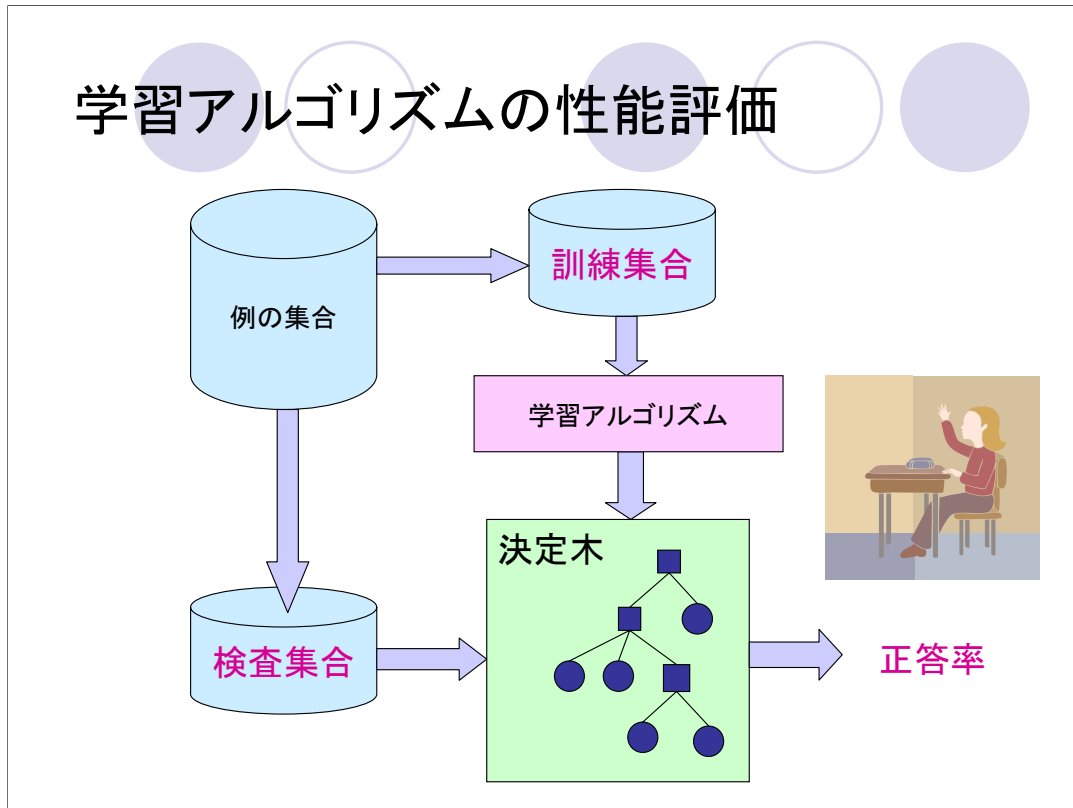 学習アルゴリズムの性能評価
例の集合
訓練集合
学習アルゴリズム
決定木
検査集合
正答率